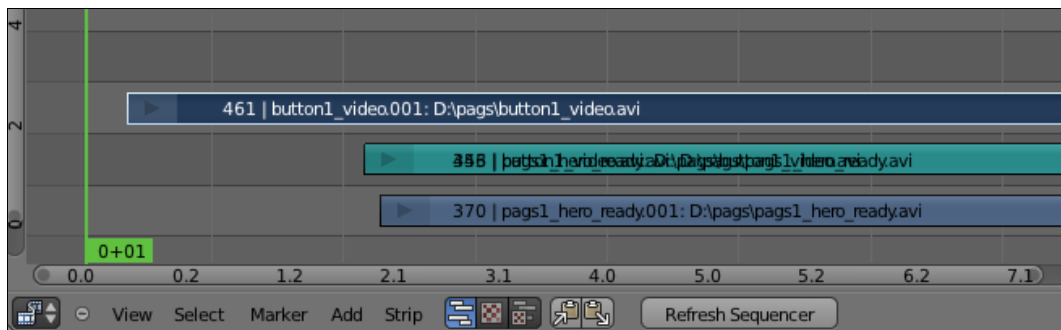 4
461 | button1_video.001: D:\pags\button1_video.avi
2
370 | pags1_hero_ready.001: D:\pags\pags1_hero_ready.avi
0
0+01
0.0 0.2 1.2 2.1 3.1 4.0 5.0 5.2 6.2 7.1
View Select Marker Add Strip Refresh Sequencer